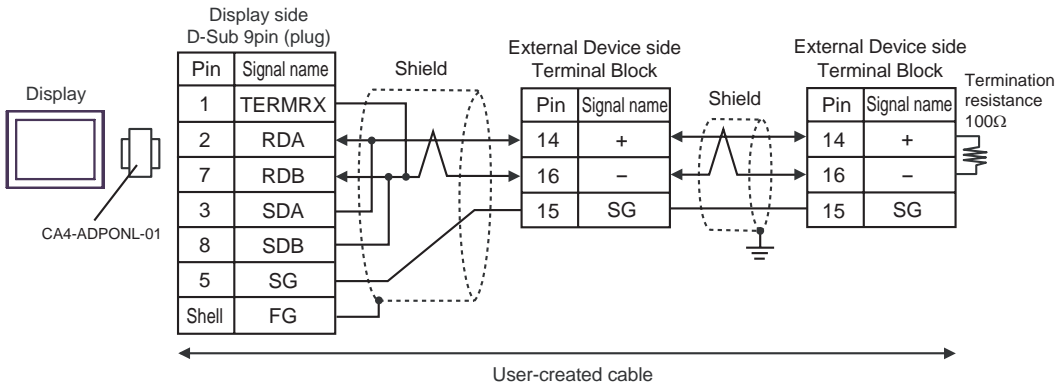 Display
CA4-ADPONL-01
Display side
D-Sub 9pin (plug)
Pin Signal name
1 TERMRX
2 RDA
7 RDB
3 SDA
8 SDB
5 SG
Shell FG
Shield
External Device side
Terminal Block
Pin Signal name
14 +
16 −
15 SG
Shield
External Device side
Terminal Block
Pin Signal name
14 +
16 −
15 SG
Termination
resistance
100Ω
User-created cable